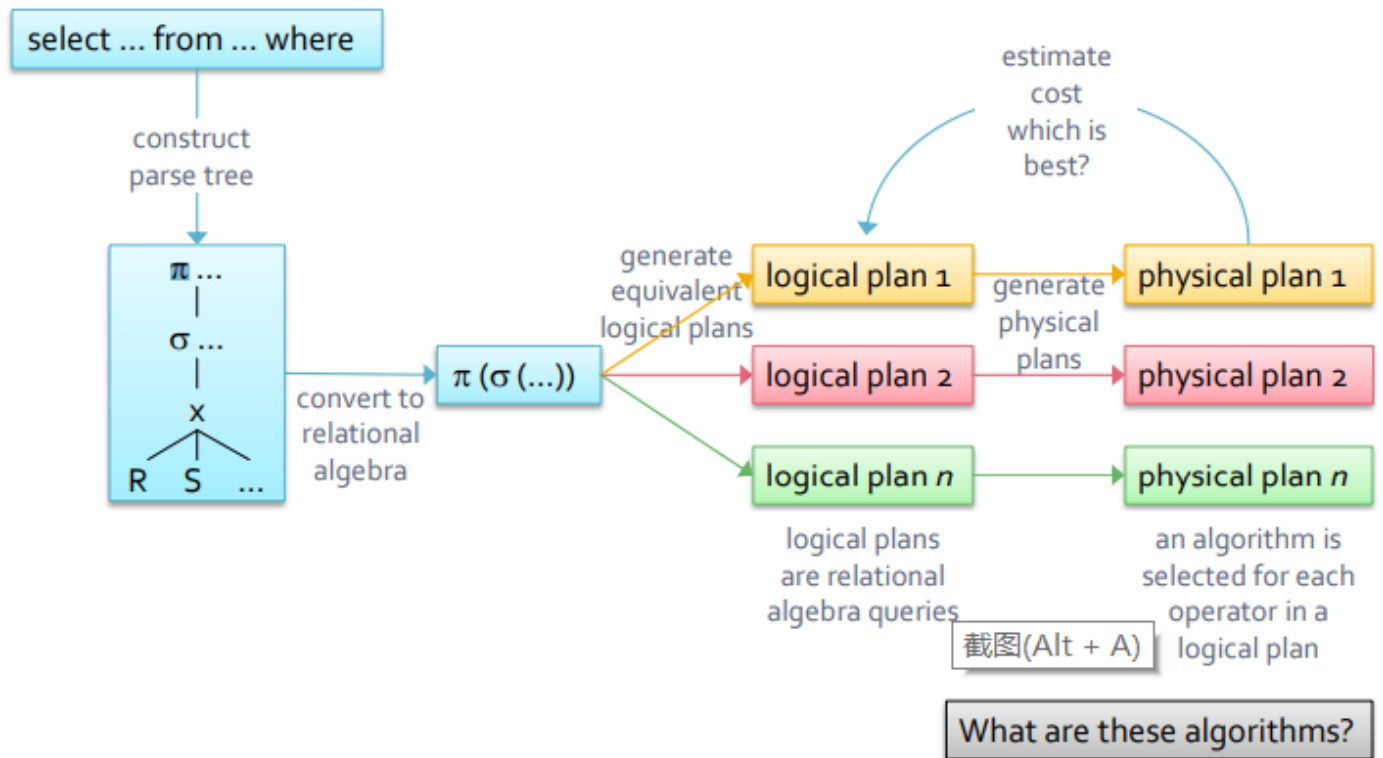 select ... from ... where
construct
parse tree
π ...
σ ...
x
R S ...
convert to
relational
algebra
π (σ (...))
generate
equivalent
logical plans
estimate
cost
which is
best?
logical plan 1
generate
physical
plans
physical plan 1
logical plan 2
physical plan 2
logical plan n
physical plan n
logical plans
are relational
algebra queries
an algorithm is
selected for each
operator in a
logical plan
截图(Alt + A)
What are these algorithms?